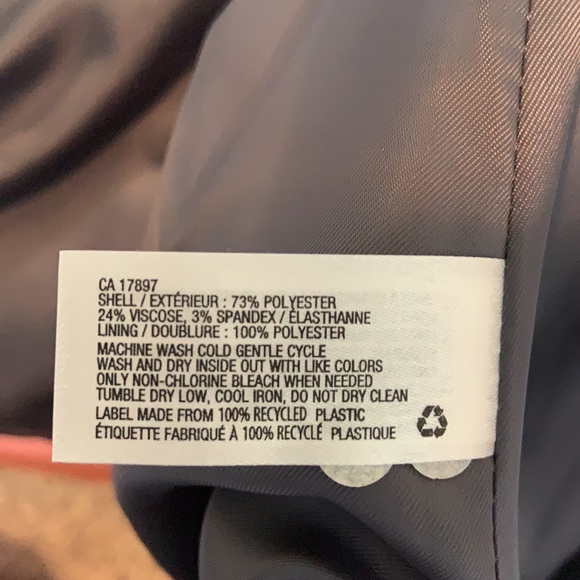 CA 17897
SHELL / EXTÉRIEUR : 73% POLYESTER
24% VISCOSE, 3% SPANDEX / ÉLASTHANNE
LINING / DOUBLURE : 100% POLYESTER
MACHINE WASH COLD GENTLE CYCLE
WASH AND DRY INSIDE OUT WITH LIKE COLORS
ONLY NON-CHLORINE BLEACH WHEN NEEDED
TUMBLE DRY LOW, COOL IRON, DO NOT DRY CLEAN
LABEL MADE FROM 100% RECYCLED PLASTIC
ÉTIQUETTE FABRIQUÉ À 100% RECYCLÉ PLASTIQUE